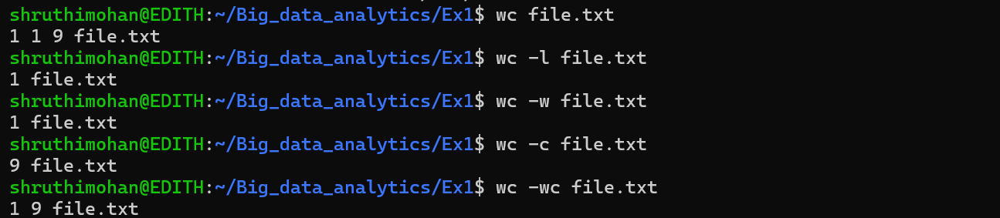 shruthimohan@EDITH:~/Big_data_analytics/Ex1$ wc file.txt
1 1 9 file.txt
shruthimohan@EDITH:~/Big_data_analytics/Ex1$ wc -l file.txt
1 file.txt
shruthimohan@EDITH:~/Big_data_analytics/Ex1$ wc -w file.txt
1 file.txt
shruthimohan@EDITH:~/Big_data_analytics/Ex1$ wc -c file.txt
9 file.txt
shruthimohan@EDITH:~/Big_data_analytics/Ex1$ wc -wc file.txt
1 9 file.txt